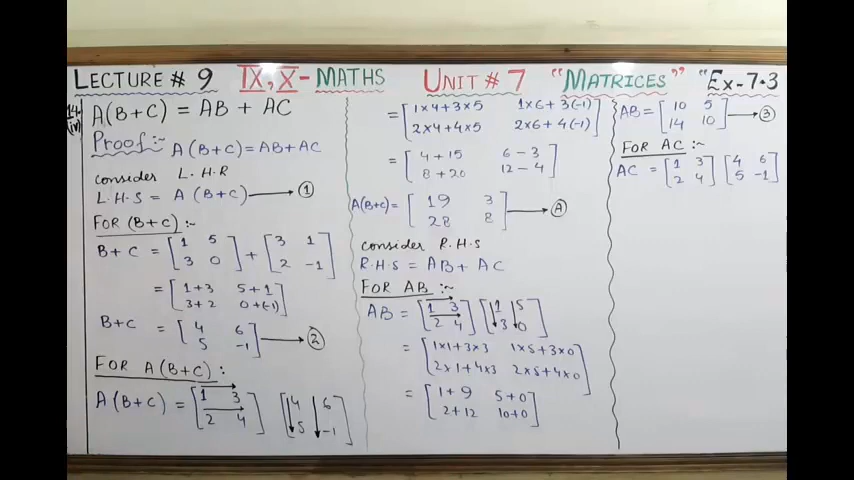 LECTURE # 9 IX, X - MATHS UNIT # 7 "MATRICES" "Ex-7.3
14. (iv) A(B+C) = AB + AC
Proof:- A(B+C)=AB+AC
consider L.H.R
L.H.S = A(B+C) → ①
FOR (B+C):-
B+C = [1 5; 3 0] + [3 1; 2 -1]
= [1+3 5+1; 3+2 0+(-1)]
B+C = [4 6; 5 -1] → ②
FOR A(B+C):
A(B+C) = [1 3; 2 4] [4 6; 5 -1]
= [1×4+3×5 1×6+3(-1); 2×4+4×5 2×6+4(-1)]
= [4+15 6-3; 8+20 12-4]
A(B+C) = [19 3; 28 8] → Ⓐ
consider R.H.S
R.H.S = AB + AC
FOR AB:-
AB = [1 3; 2 4] [1 5; 3 0]
= [1×1+3×3 1×5+3×0; 2×1+4×3 2×5+4×0]
= [1+9 5+0; 2+12 10+0]
AB = [10 5; 14 10] → ③
FOR AC:-
AC = [1 3; 2 4] [4 6; 5 -1]